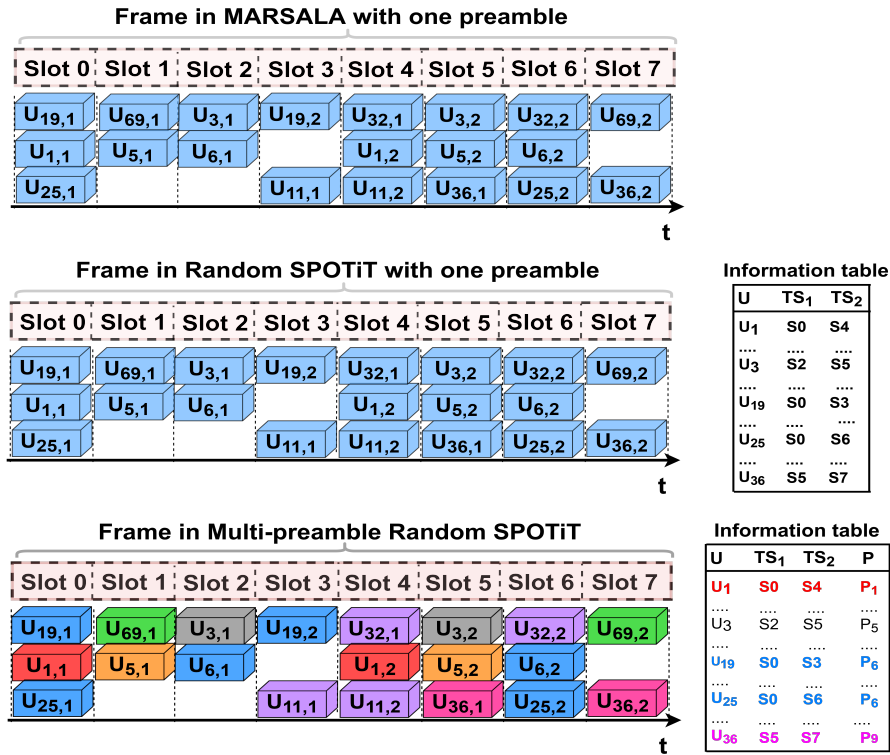 Frame in MARSALA with one preamble
Slot 0 Slot 1 Slot 2 Slot 3 Slot 4 Slot 5 Slot 6 Slot 7
U19,1 U69,1 U3,1 U19,2 U32,1 U3,2 U32,2 U69,2
U1,1 U5,1 U6,1 U1,2 U5,2 U6,2
U25,1 U11,1 U11,2 U36,1 U25,2 U36,2
t
Frame in Random SPOTiT with one preamble
Slot 0 Slot 1 Slot 2 Slot 3 Slot 4 Slot 5 Slot 6 Slot 7
U19,1 U69,1 U3,1 U19,2 U32,1 U3,2 U32,2 U69,2
U1,1 U5,1 U6,1 U1,2 U5,2 U6,2
U25,1 U11,1 U11,2 U36,1 U25,2 U36,2
t
Information table
U TS1 TS2
U1 S0 S4
.... .... ....
U3 S2 S5
.... .... ....
U19 S0 S3
.... .... ....
U25 S0 S6
.... .... ....
U36 S5 S7
Frame in Multi-preamble Random SPOTiT
Slot 0 Slot 1 Slot 2 Slot 3 Slot 4 Slot 5 Slot 6 Slot 7
U19,1 U69,1 U3,1 U19,2 U32,1 U3,2 U32,2 U69,2
U1,1 U5,1 U6,1 U1,2 U5,2 U6,2
U25,1 U11,1 U11,2 U36,1 U25,2 U36,2
t
Information table
U TS1 TS2 P
U1 S0 S4 P1
.... .... .... ....
U3 S2 S5 P5
.... .... .... ....
U19 S0 S3 P6
.... .... .... ....
U25 S0 S6 P6
.... .... .... ....
U36 S5 S7 P9